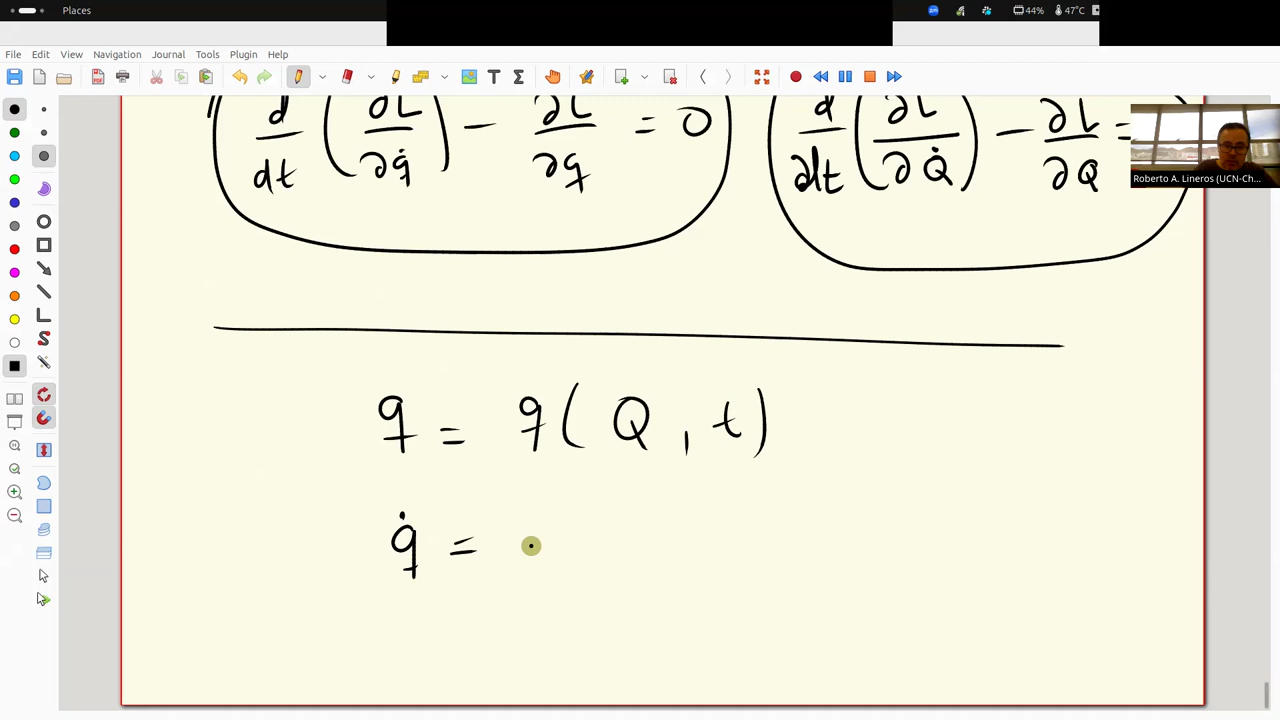 Places 44% 47°C
File Edit View Navigation Journal Tools Plugin Help
d/dt (∂L/∂q̇) − ∂L/∂q = 0 d/dt (∂L/∂Q̇) − ∂L/∂Q =
Roberto A. Lineros (UCN-Ch...
q = q( Q , t )
q̇ =